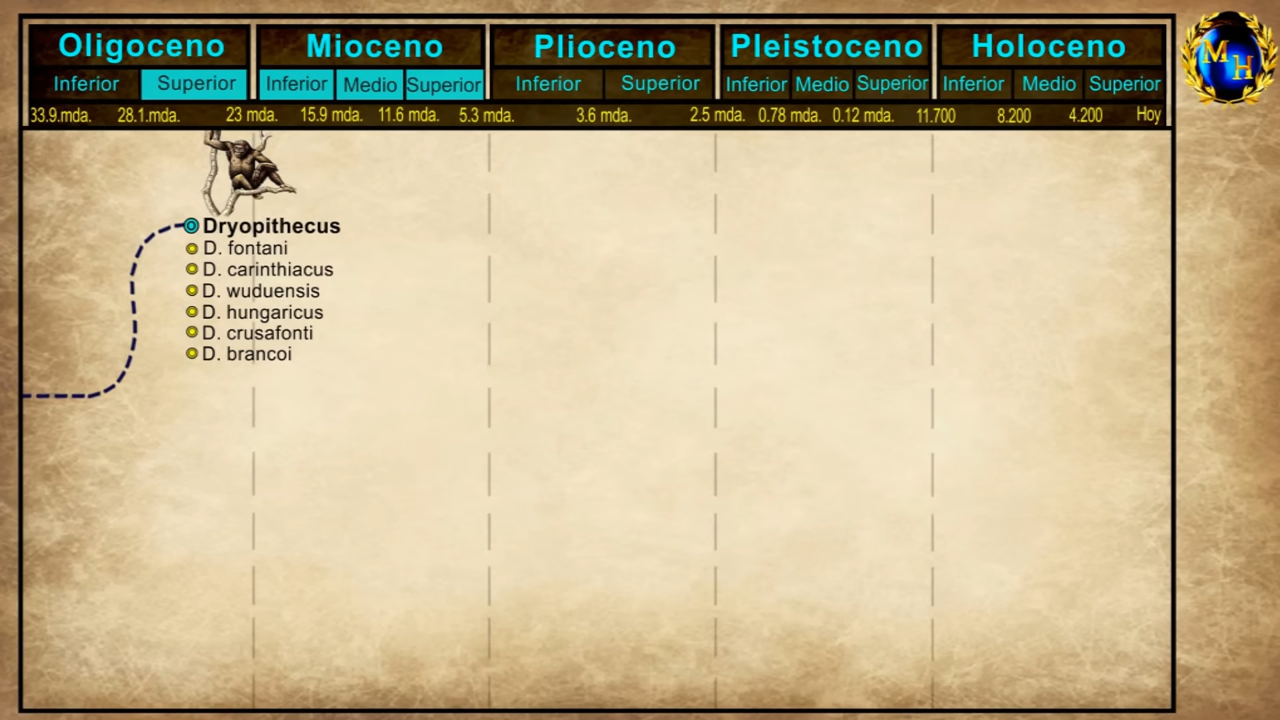 Oligoceno Mioceno Plioceno Pleistoceno Holoceno
Inferior Superior Inferior Medio Superior Inferior Superior Inferior Medio Superior Inferior Medio Superior
33.9.mda. 28.1.mda. 23 mda. 15.9 mda. 11.6 mda. 5.3 mda. 3.6 mda. 2.5 mda. 0.78 mda. 0.12 mda. 11.700 8.200 4.200 Hoy
MH
Dryopithecus
D. fontani
D. carinthiacus
D. wuduensis
D. hungaricus
D. crusafonti
D. brancoi